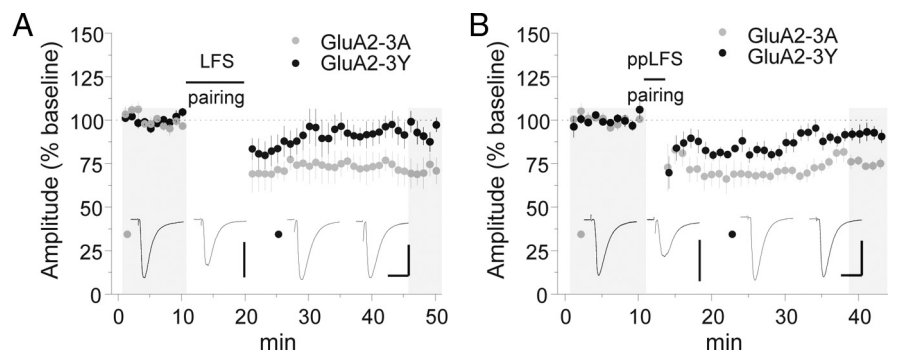 A
Amplitude (% baseline)
150
125
100
75
50
25
0
LFS
pairing
GluA2-3A
GluA2-3Y
0 10 20 30 40 50
min
B
Amplitude (% baseline)
150
125
100
75
50
25
0
ppLFS
pairing
GluA2-3A
GluA2-3Y
0 10 20 30 40
min